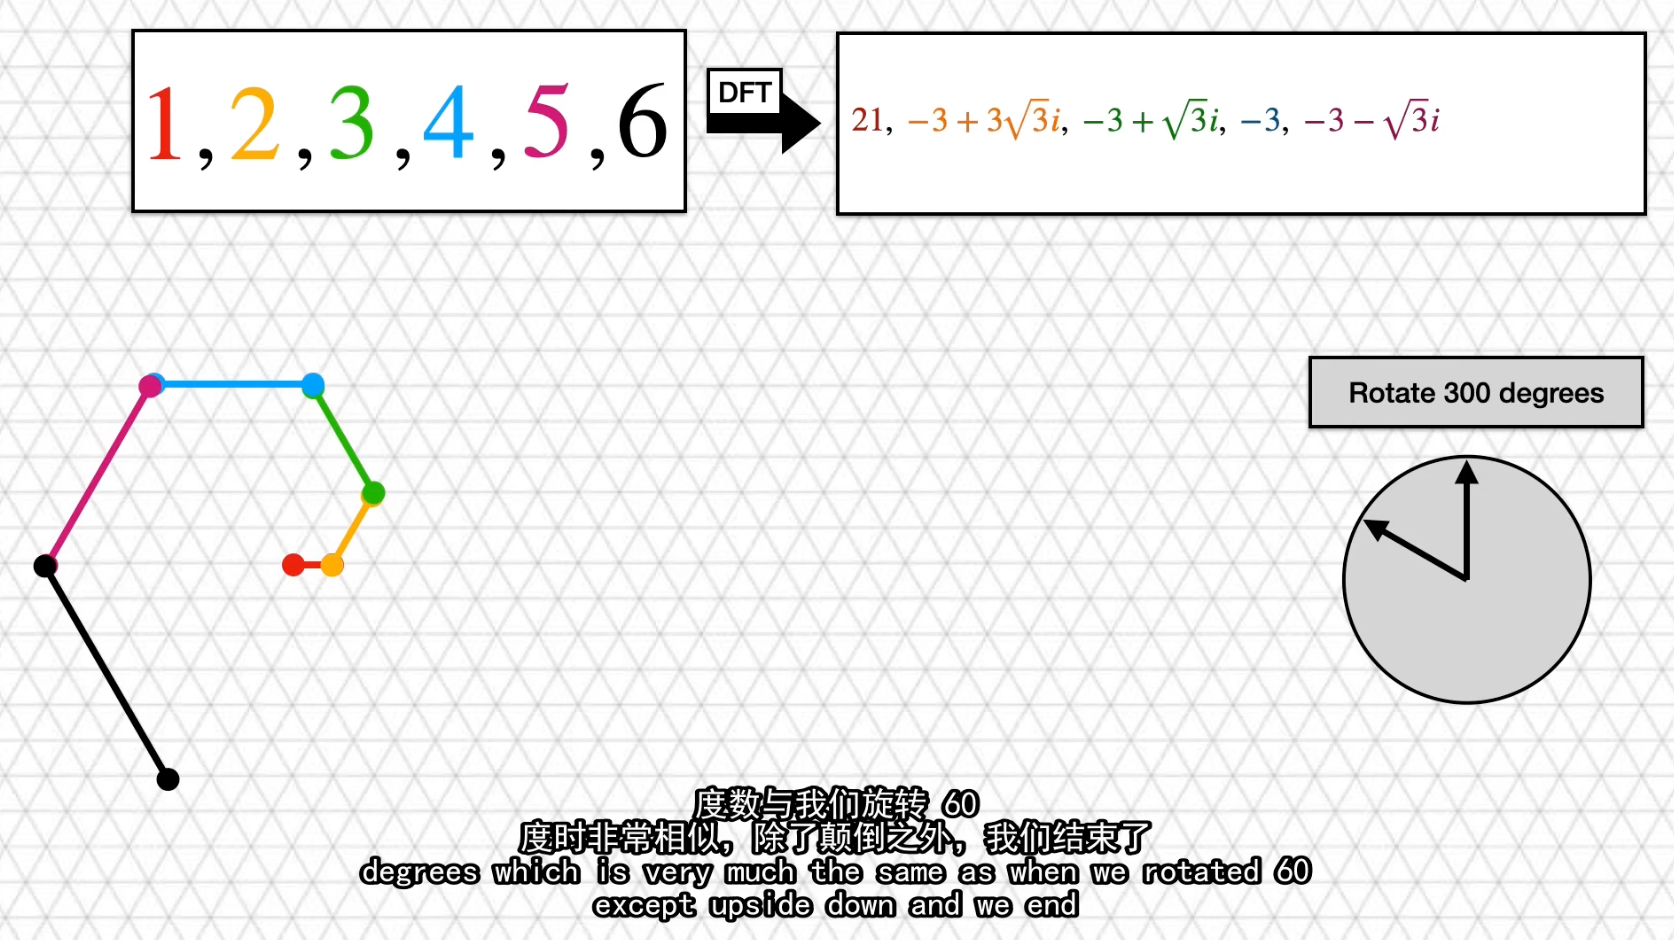 1, 2, 3, 4, 5, 6
DFT
21, −3 + 3√3i, −3 + √3i, −3, −3 − √3i
Rotate 300 degrees
度数与我们旋转 60
度时非常相似，除了颠倒之外，我们结束了
degrees which is very much the same as when we rotated 60
except upside down and we end